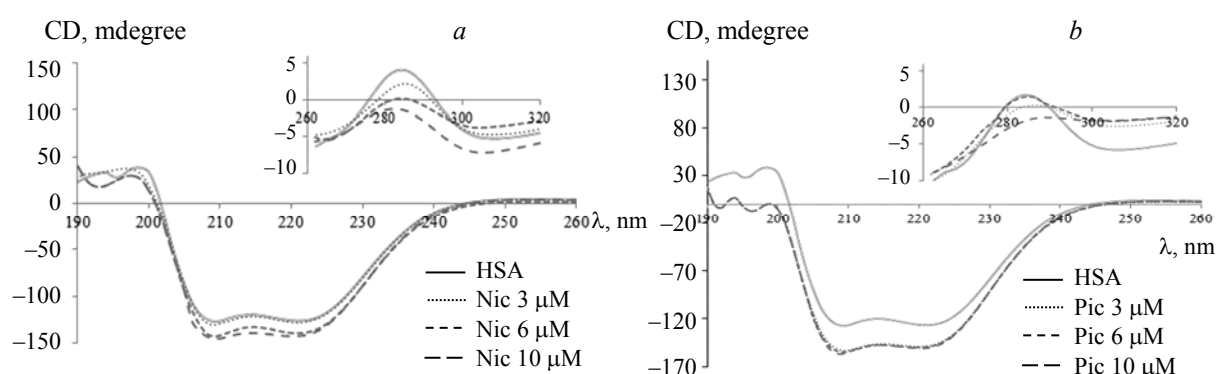 CD, mdegree
a
150
100
50
0
–50
–100
–150
190 200 210 220 230 240 250 260
λ, nm
5
0
–5
–10
260 280 300 320
HSA
Nic 3 μM
Nic 6 μM
Nic 10 μM
CD, mdegree
b
130
80
30
–20
–70
–120
–170
190 200 210 220 230 240 250 260
λ, nm
5
0
–5
–10
260 280 300 320
HSA
Pic 3 μM
Pic 6 μM
Pic 10 μM